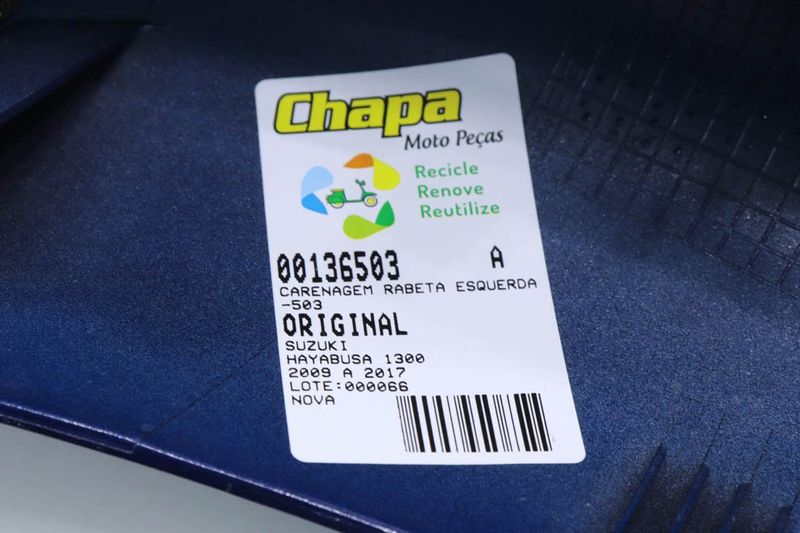 Chapa
Moto Peças
Recicle
Renove
Reutilize
00136503 A
CARENAGEM RABETA ESQUERDA
-503
ORIGINAL
SUZUKI
HAYABUSA 1300
2009 A 2017
LOTE:000066
NOVA